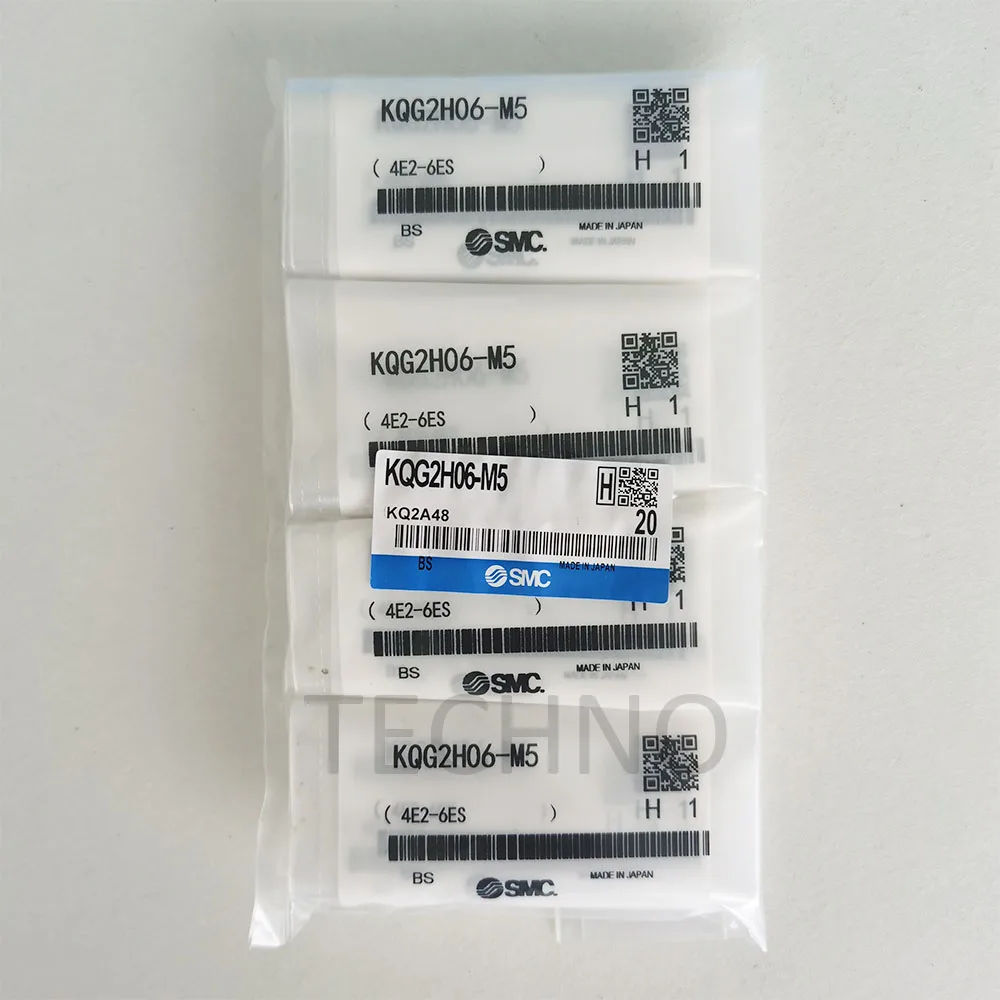 KQG2H06-M5
H 1
( 4E2-6ES )
BS
MADE IN JAPAN
SMC.
KQG2H06-M5
H 1
( 4E2-6ES )
KQG2H06-M5
H
KQ2A48
20
BS
MADE IN JAPAN
SMC
H 1
( 4E2-6ES )
BS
MADE IN JAPAN
SMC.
TECHNO
KQG2H06-M5
( 4E2-6ES )
H 1
BS
SMC.
MADE IN JAPAN